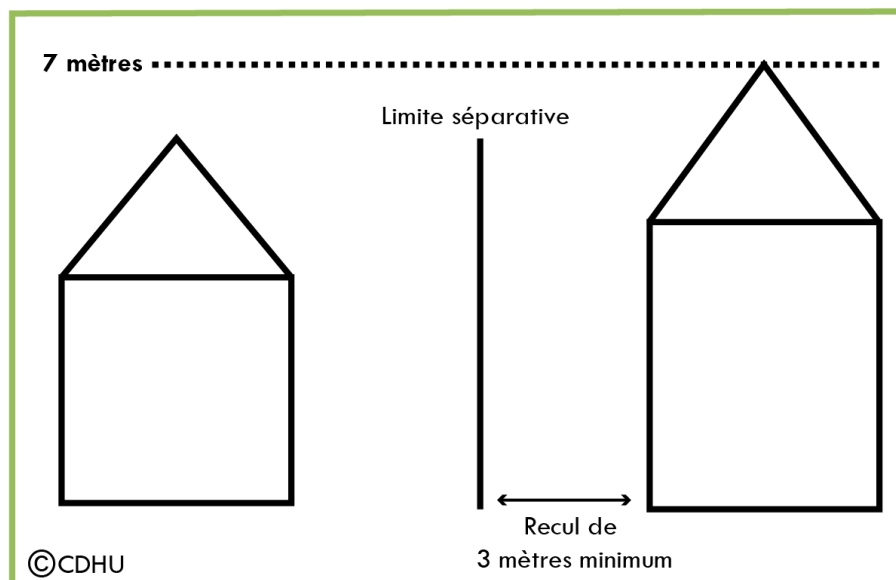 7 mètres
Limite séparative
Recul de
3 mètres minimum
©CDHU